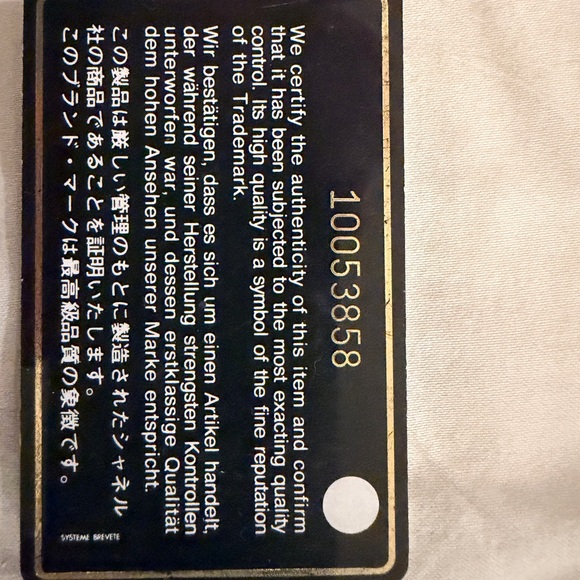 10053858
We certify the authenticity of this item and confirm
that it has been subjected to the most exacting quality
control. Its high quality is a symbol of the fine reputation
of the Trademark.
Wir bestätigen, dass es sich um einen Artikel handelt,
der während seiner Herstellung strengsten Kontrollen
unterworfen war, und dessen erstklassige Qualität
dem hohen Ansehen unserer Marke entspricht.
この製品は厳しい管理のもとに製造されたシャネル
社の商品であることを証明いたします。
このブランド・マークは最高級品質の象徴です。
SYSTEME BREVETE